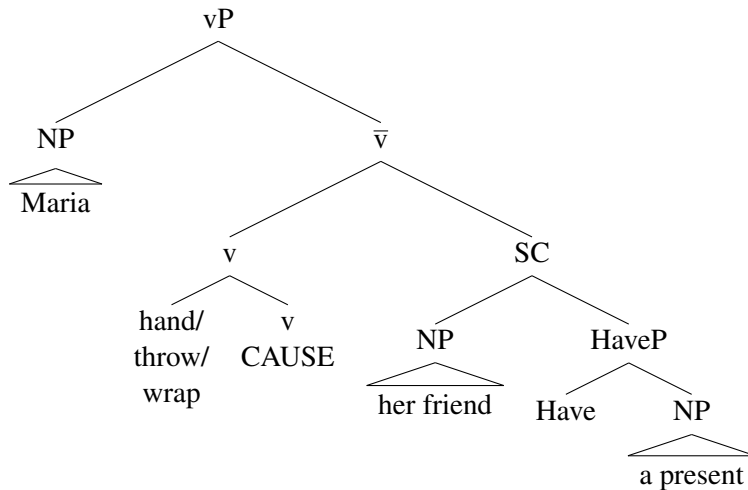 vP
NP v̅
Maria
v SC
hand/ v NP HaveP
throw/ CAUSE
wrap her friend Have NP
a present